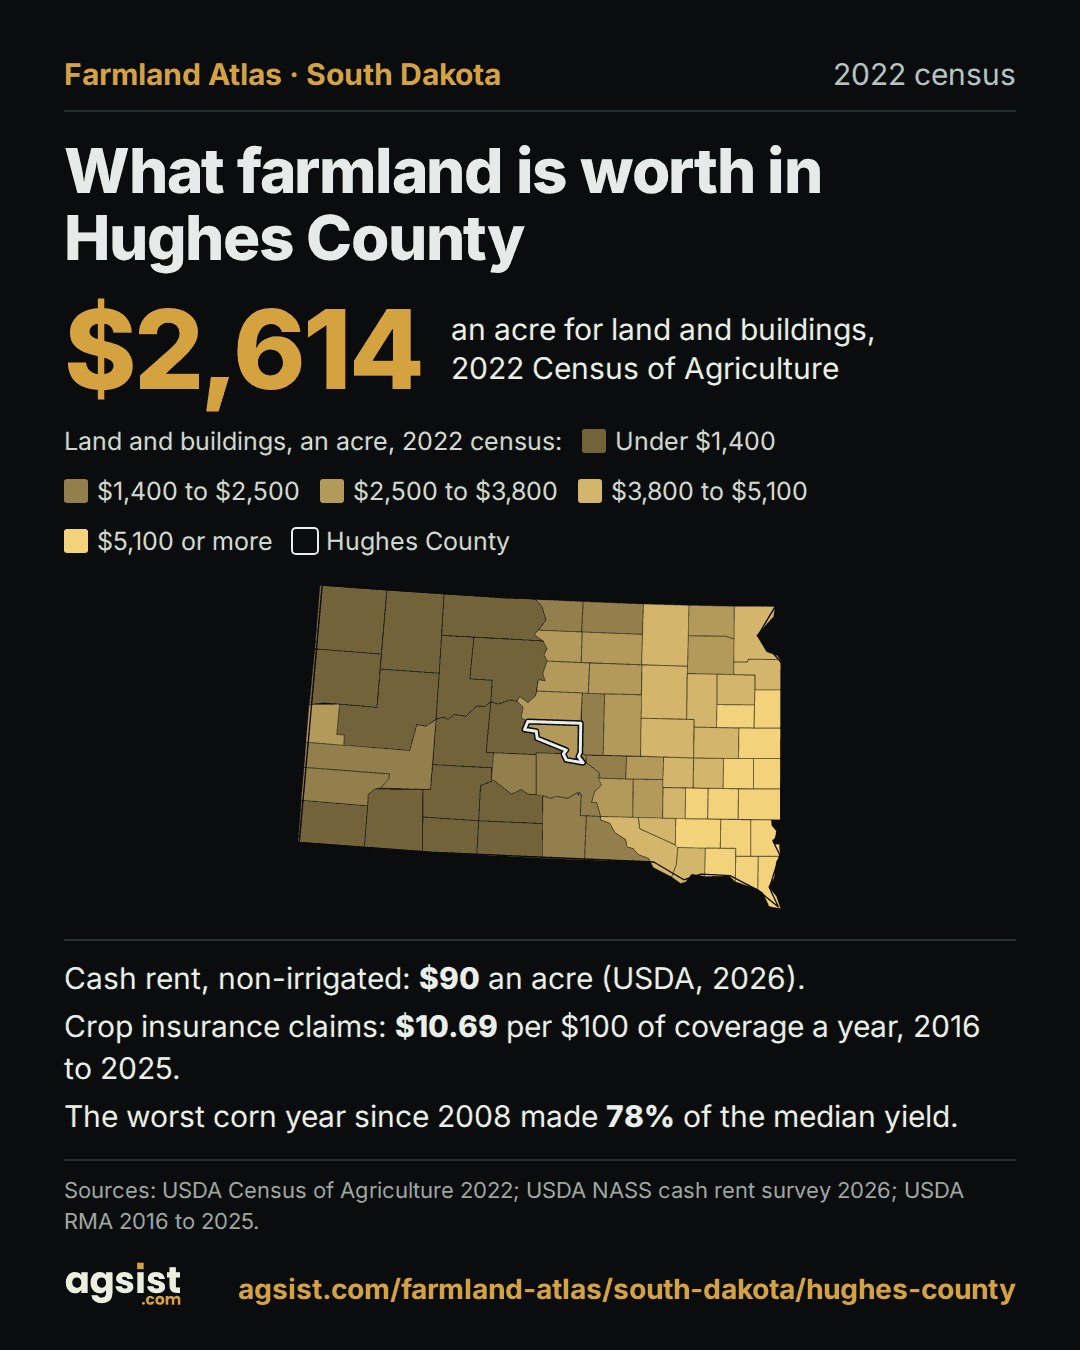 Farmland Atlas · South Dakota
2022 census
What farmland is worth in
Hughes County
$2,614
an acre for land and buildings,
2022 Census of Agriculture
Land and buildings, an acre, 2022 census:
Under $1,400
$1,400 to $2,500
$2,500 to $3,800
$3,800 to $5,100
$5,100 or more
Hughes County
Cash rent, non-irrigated: $90 an acre (USDA, 2026).
Crop insurance claims: $10.69 per $100 of coverage a year, 2016
to 2025.
The worst corn year since 2008 made 78% of the median yield.
Sources: USDA Census of Agriculture 2022; USDA NASS cash rent survey 2026; USDA
RMA 2016 to 2025.
agsist
.com
agsist.com/farmland-atlas/south-dakota/hughes-county